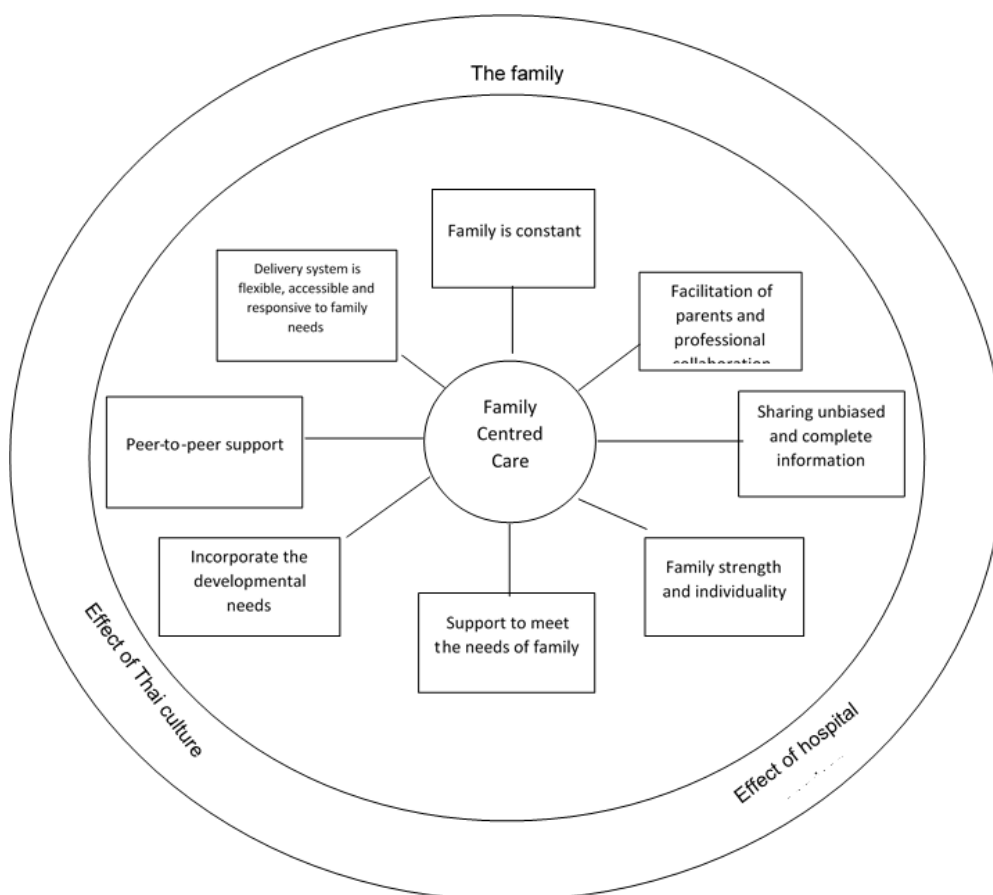 The family
Family is constant
Delivery system is
flexible, accessible and
responsive to family
needs
Facilitation of
parents and
professional
collaboration
Family
Centred
Care
Peer-to-peer support
Sharing unbiased
and complete
information
Incorporate the
developmental
needs
Support to meet
the needs of family
Family strength
and individuality
Effect of Thai culture
Effect of hospital